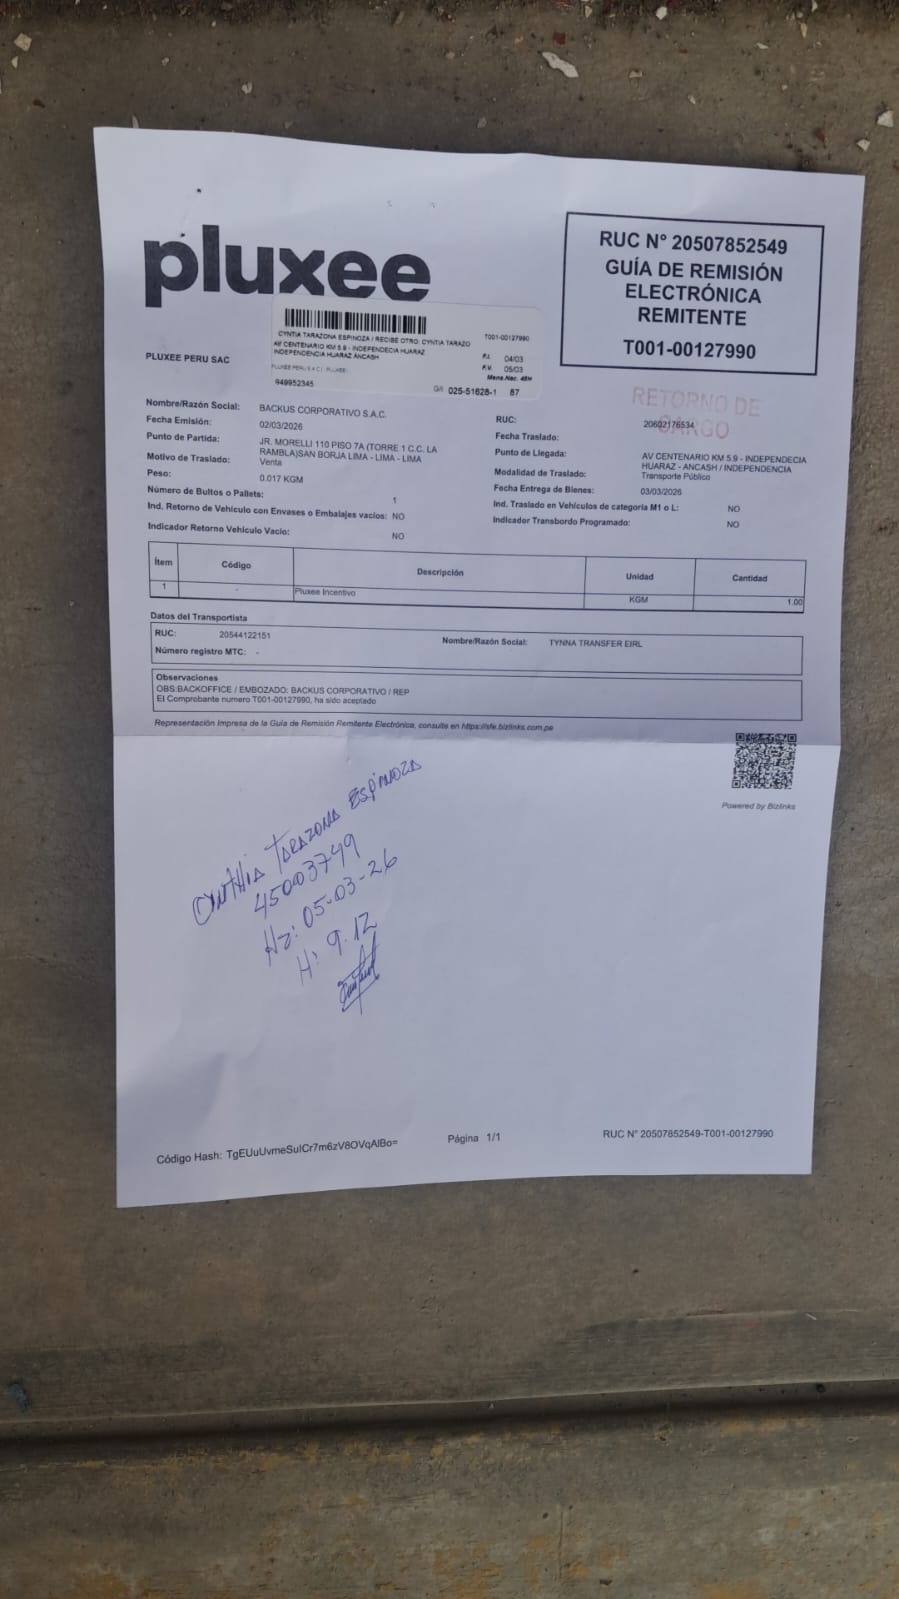 pluxee
RUC N° 20507852549
GUÍA DE REMISIÓN
ELECTRÓNICA
REMITENTE
T001-00127990
CYNTIA TARAZONA ESPINOZA / RECIBE OTRO: CYNTIA TARAZO
T001-00127990
AV CENTENARIO KM 5.9 - INDEPENDECIA HUARAZ
INDEPENDENCIA HUARAZ ANCASH
F.I. 04/03
F.V. 05/03
PLUXEE PERU S A C | PLUXEE
Mens.Nac. 48H
949952345
G/I 025-51628-1 87
PLUXEE PERU SAC
RETORNO DE
CARGO
Nombre/Razón Social: BACKUS CORPORATIVO S.A.C.
RUC: 20602176534
Fecha Emisión: 02/03/2026
Fecha Traslado:
Punto de Partida: JR. MORELLI 110 PISO 7A (TORRE 1 C.C. LA
RAMBLA)SAN BORJA LIMA - LIMA - LIMA
Punto de Llegada: AV CENTENARIO KM 5.9 - INDEPENDECIA
HUARAZ - ANCASH / INDEPENDENCIA
Motivo de Traslado: Venta
Modalidad de Traslado: Transporte Público
Peso: 0.017 KGM
Fecha Entrega de Bienes: 03/03/2026
Número de Bultos o Pallets: 1
Ind. Traslado en Vehículos de categoría M1 o L: NO
Ind. Retorno de Vehículo con Envases o Embalajes vacíos: NO
Indicador Transbordo Programado: NO
Indicador Retorno Vehículo Vacío: NO
Ítem Código Descripción Unidad Cantidad
1 - Pluxee Incentivo KGM 1.00
Datos del Transportista
RUC: 20544122151
Nombre/Razón Social: TYNNA TRANSFER EIRL
Número registro MTC: -
Observaciones
OBS:BACKOFFICE / EMBOZADO: BACKUS CORPORATIVO / REP
El Comprobante numero T001-00127990, ha sido aceptado
Representación Impresa de la Guía de Remisión Remitente Electrónica, consulte en https://sfe.bizlinks.com.pe
Powered by Bizlinks
Cynthia Tarazona Espinoza
45003749
Hz: 05-03-26
H: 9.12
Código Hash: TgEUuUvmeSulCr7m6zV8OVqAlBo=
Página 1/1
RUC N° 20507852549-T001-00127990